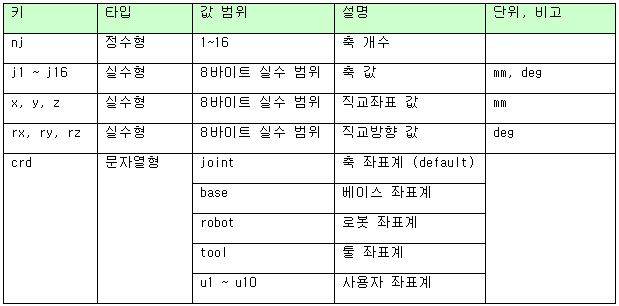 키 타입 값 범위 설명 단위, 비고
nj 정수형 1~16 축 개수
j1 ~ j16 실수형 8바이트 실수 범위 축 값 mm, deg
x, y, z 실수형 8바이트 실수 범위 직교좌표 값 mm
rx, ry, rz 실수형 8바이트 실수 범위 직교방향 값 deg
crd 문자열형 joint 축 좌표계 (default)
base 베이스 좌표계
robot 로봇 좌표계
tool 툴 좌표계
u1 ~ u10 사용자 좌표계